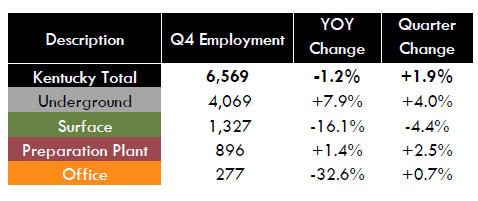 Description Q4 Employment YOY Change Quarter Change
Kentucky Total 6,569 -1.2% +1.9%
Underground 4,069 +7.9% +4.0%
Surface 1,327 -16.1% -4.4%
Preparation Plant 896 +1.4% +2.5%
Office 277 -32.6% +0.7%